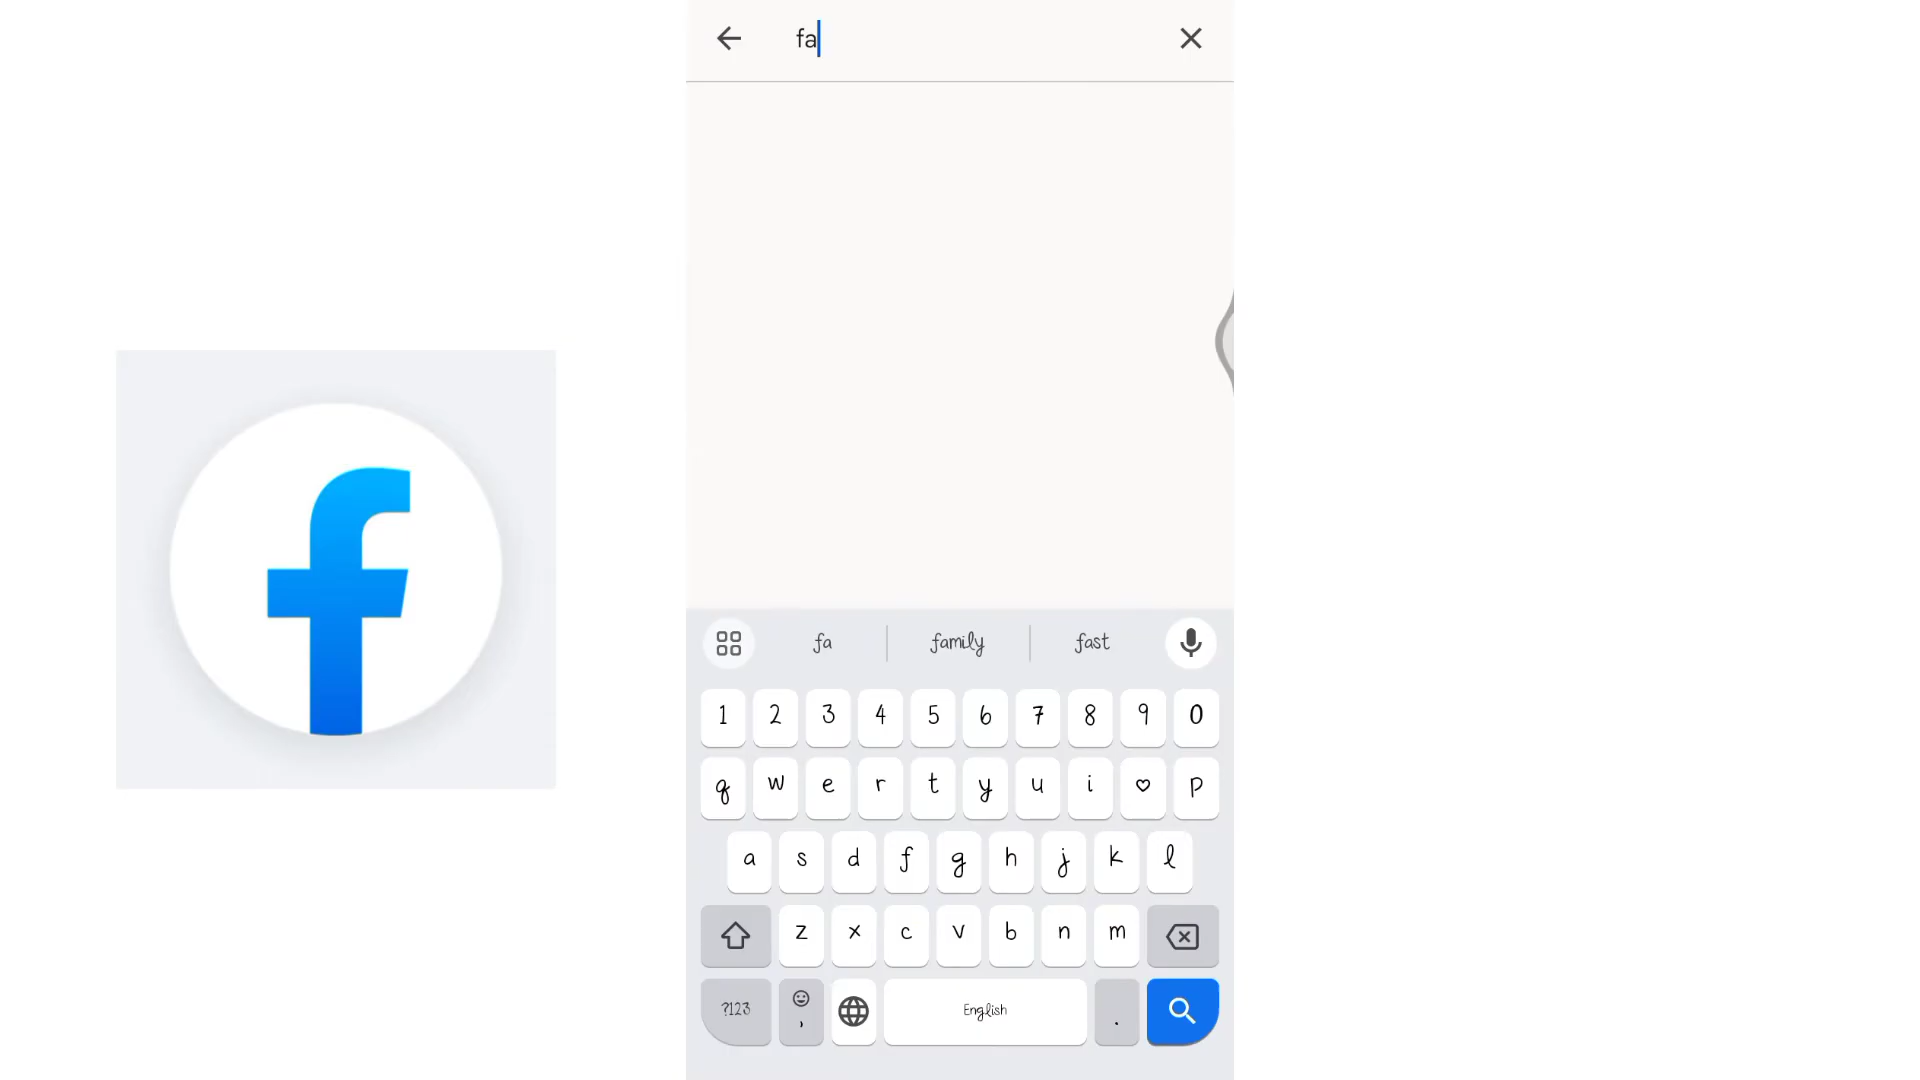 fa
fa family fast
1 2 3 4 5 6 7 8 9 0
q w e r t y u i ♡ p
a s d f g h j k l
z x c v b n m
?123 , English .